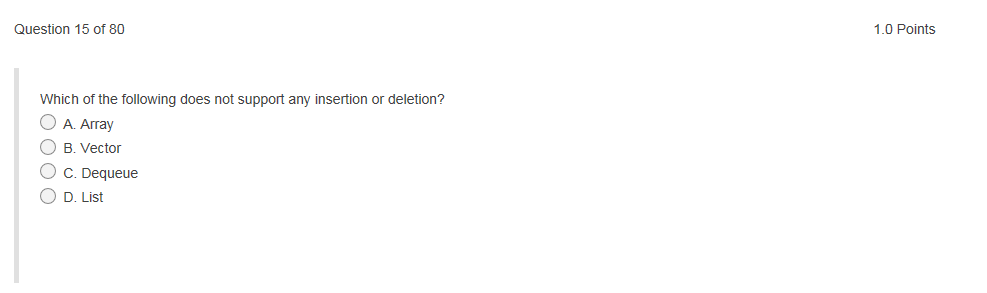 Question 15 of 80
1.0 Points
Which of the following does not support any insertion or deletion?
A. Array
B. Vector
C. Dequeue
D. List